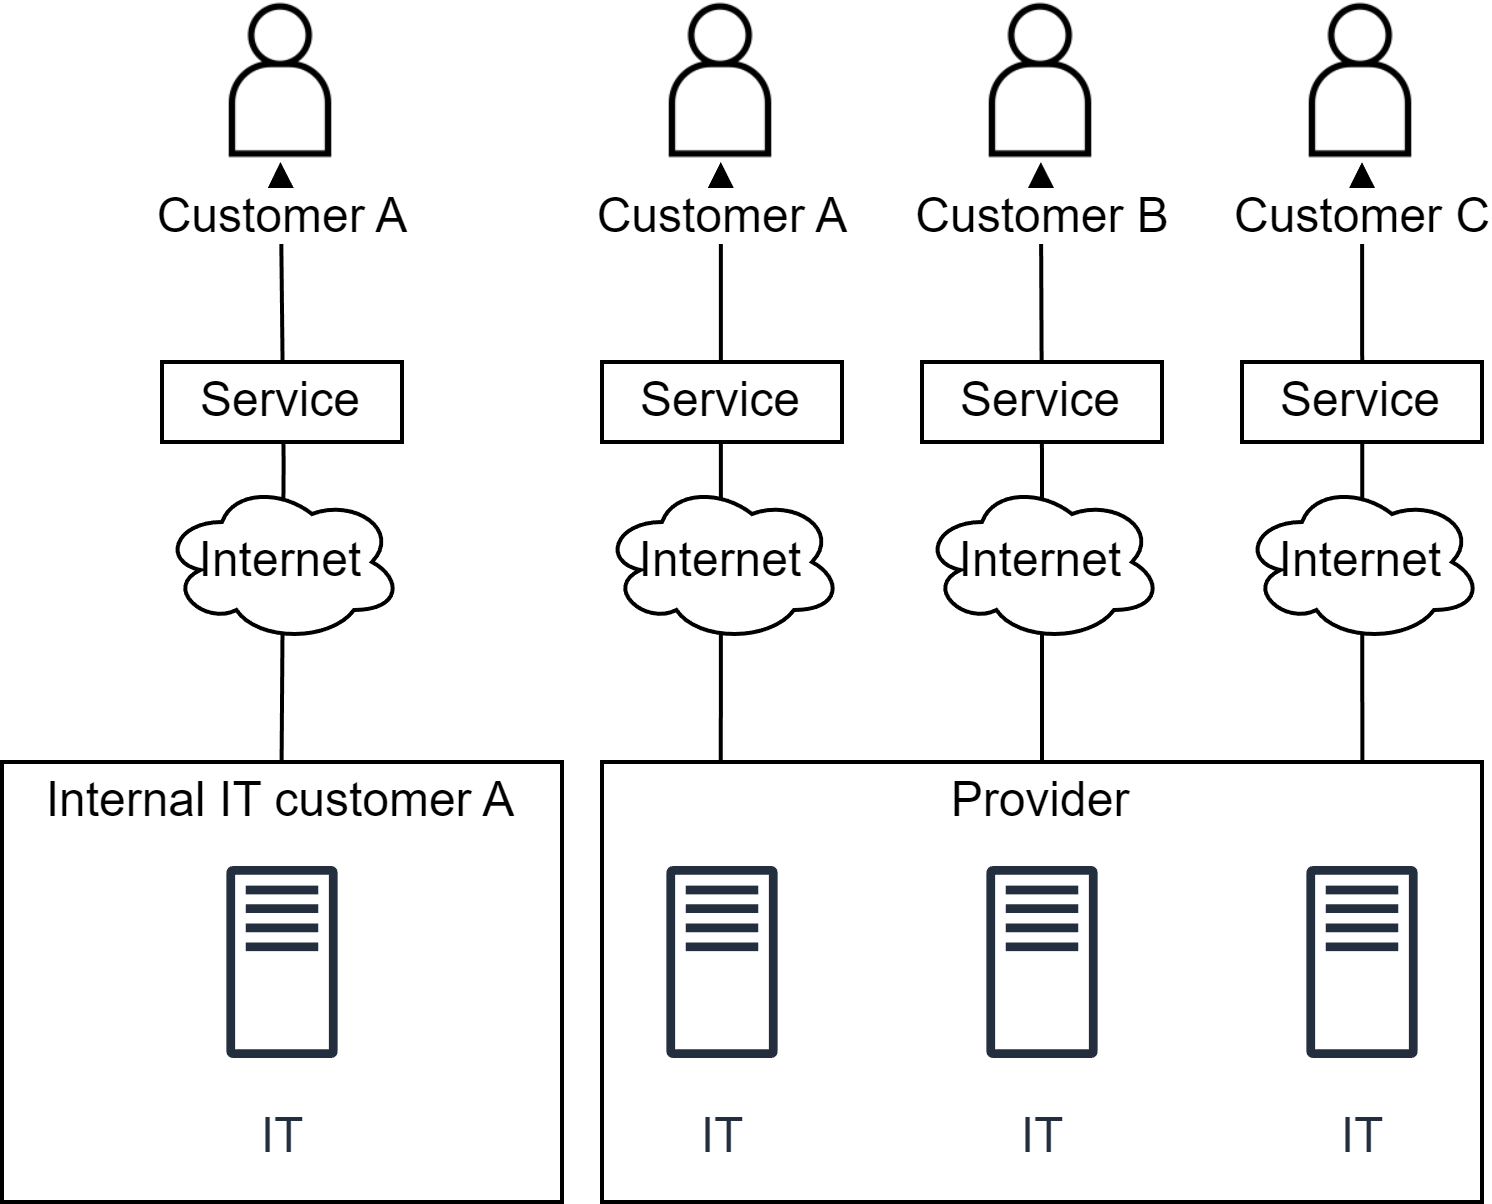 Customer A
Customer A
Customer B
Customer C
Service
Service
Service
Service
Internet
Internet
Internet
Internet
Internal IT customer A
Provider
IT
IT
IT
IT